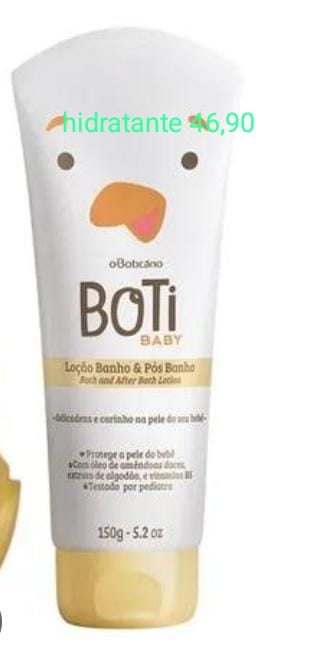 hidratante 46,90
oBoticário
BOTi
BABY
Loção Banho & Pós Banho
Bath and After Bath Lotion
•delicadeza e carinho na pele do seu bebê•
♥ Protege a pele do bebê
♦Com óleo de amêndoas doces,
extrato de algodão, e vitamina B5
♦Testado por pediatra
150g - 5.2 oz